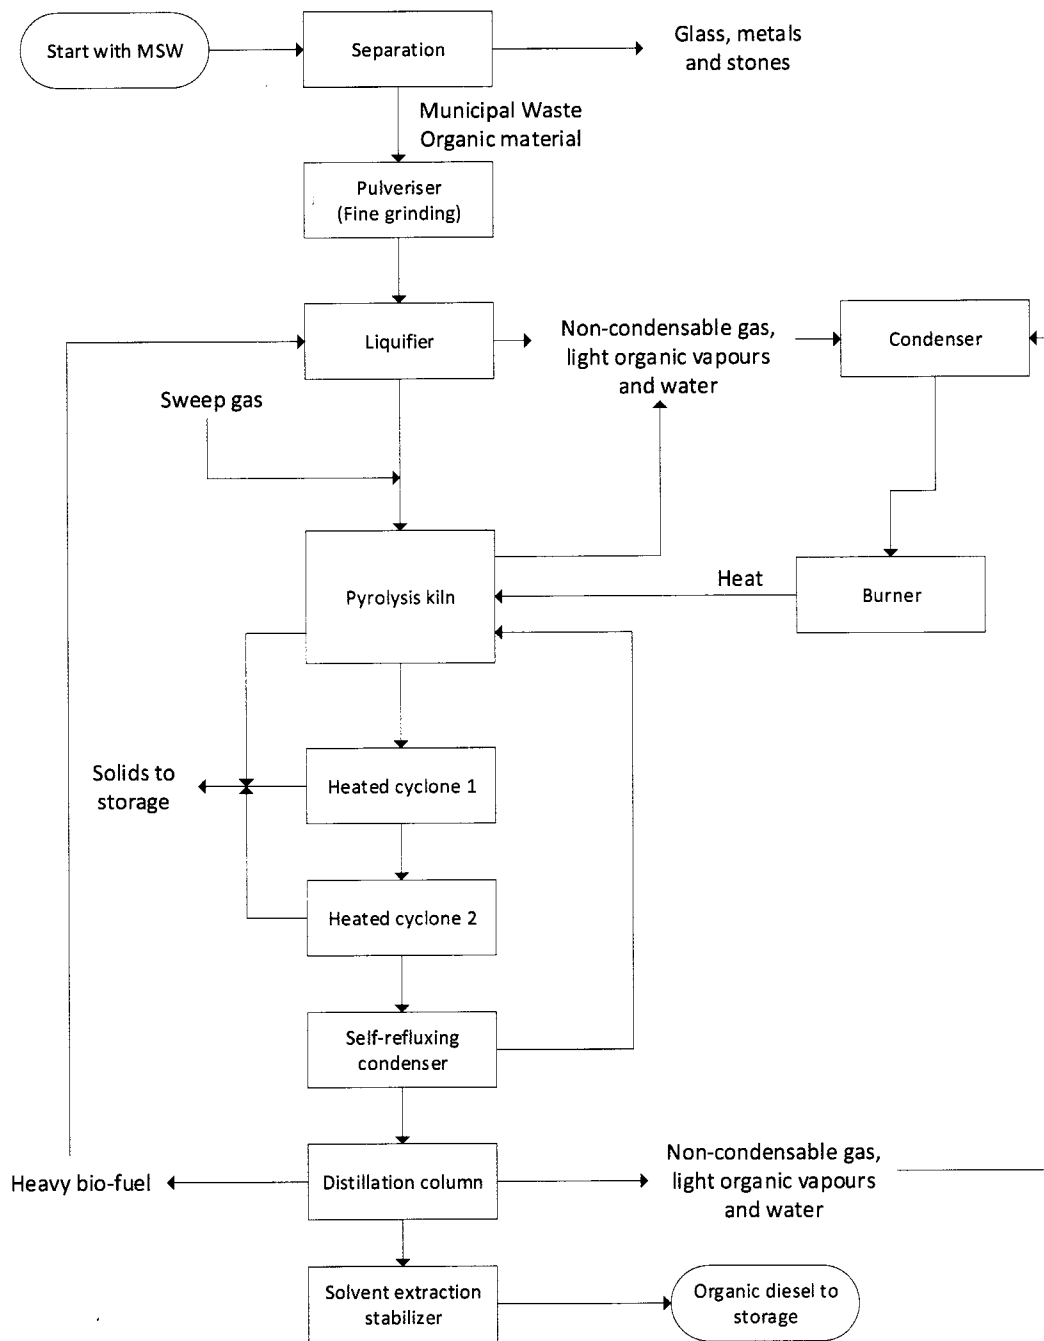 Start with MSW
Separation
Glass, metals
and stones
Municipal Waste
Organic material
Pulveriser
(Fine grinding)
Liquifier
Non-condensable gas,
light organic vapours
and water
Condenser
Sweep gas
Pyrolysis kiln
Heat
Burner
Solids to
storage
Heated cyclone 1
Heated cyclone 2
Self-refluxing
condenser
Heavy bio-fuel
Distillation column
Non-condensable gas,
light organic vapours
and water
Solvent extraction
stabilizer
Organic diesel to
storage